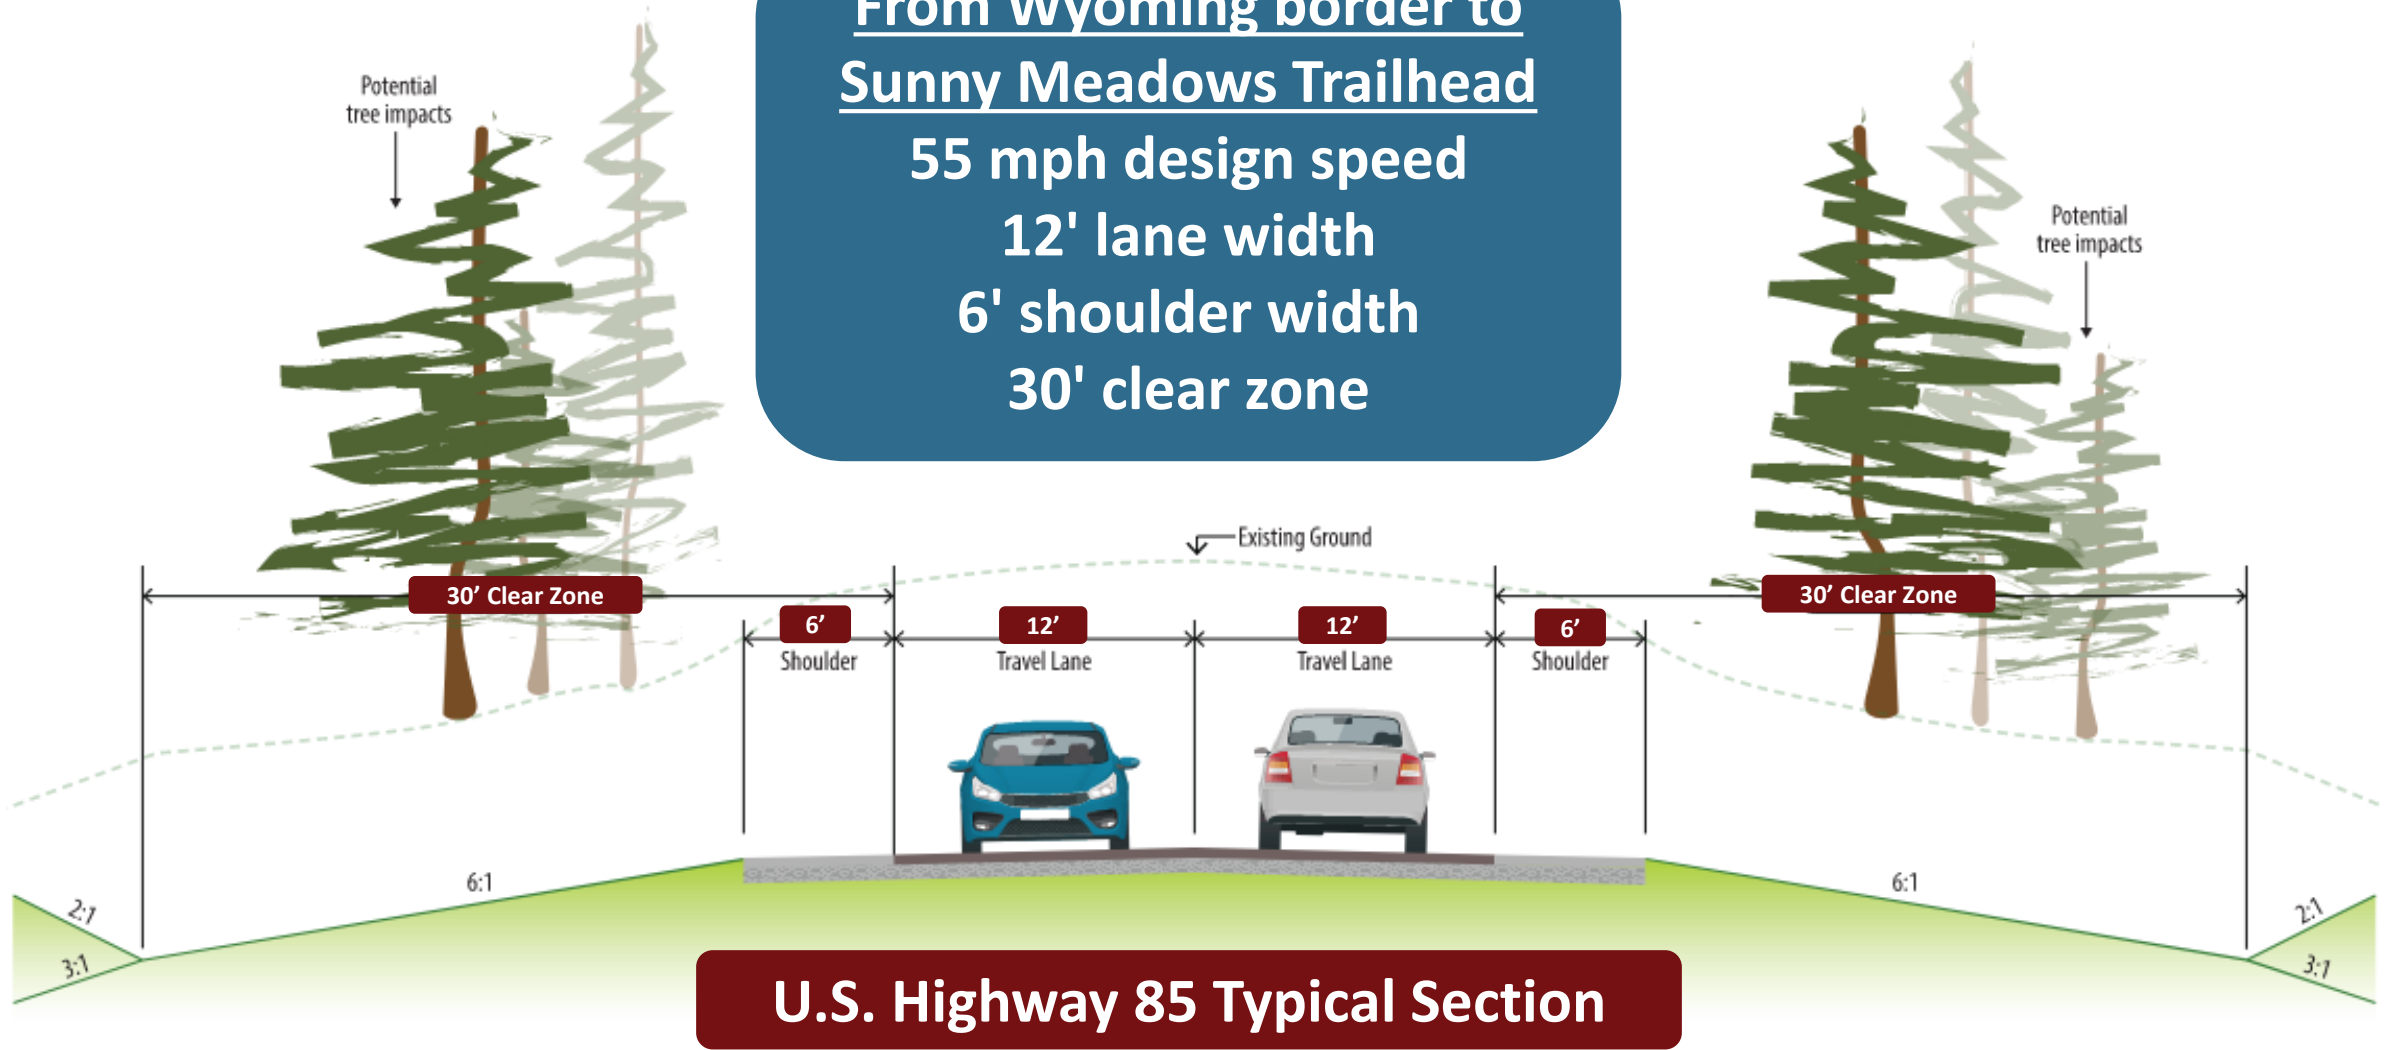 From Wyoming border to
Sunny Meadows Trailhead
55 mph design speed
12' lane width
6' shoulder width
30' clear zone
Potential
tree impacts
Potential
tree impacts
Existing Ground
30’ Clear Zone
30’ Clear Zone
6’
12’
12’
6’
Shoulder
Travel Lane
Travel Lane
Shoulder
6:1
6:1
2:1
3:1
2:1
3:1
U.S. Highway 85 Typical Section